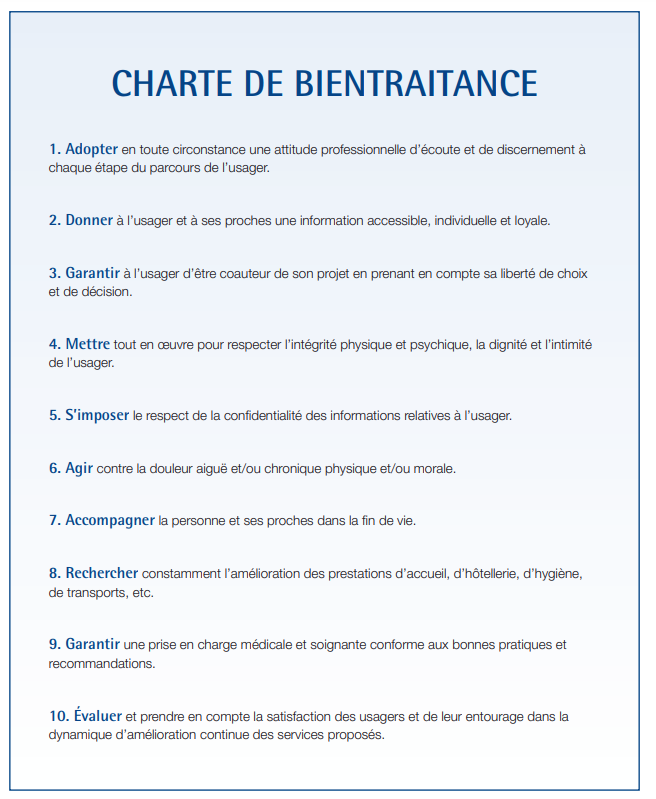 CHARTE DE BIENTRAITANCE
1. Adopter en toute circonstance une attitude professionnelle d'écoute et de discernement à
chaque étape du parcours de l'usager.
2. Donner à l'usager et à ses proches une information accessible, individuelle et loyale.
3. Garantir à l'usager d'être coauteur de son projet en prenant en compte sa liberté de choix
et de décision.
4. Mettre tout en œuvre pour respecter l'intégrité physique et psychique, la dignité et l'intimité
de l'usager.
5. S'imposer le respect de la confidentialité des informations relatives à l'usager.
6. Agir contre la douleur aiguë et/ou chronique physique et/ou morale.
7. Accompagner la personne et ses proches dans la fin de vie.
8. Rechercher constamment l'amélioration des prestations d'accueil, d'hôtellerie, d'hygiène,
de transports, etc.
9. Garantir une prise en charge médicale et soignante conforme aux bonnes pratiques et
recommandations.
10. Évaluer et prendre en compte la satisfaction des usagers et de leur entourage dans la
dynamique d'amélioration continue des services proposés.